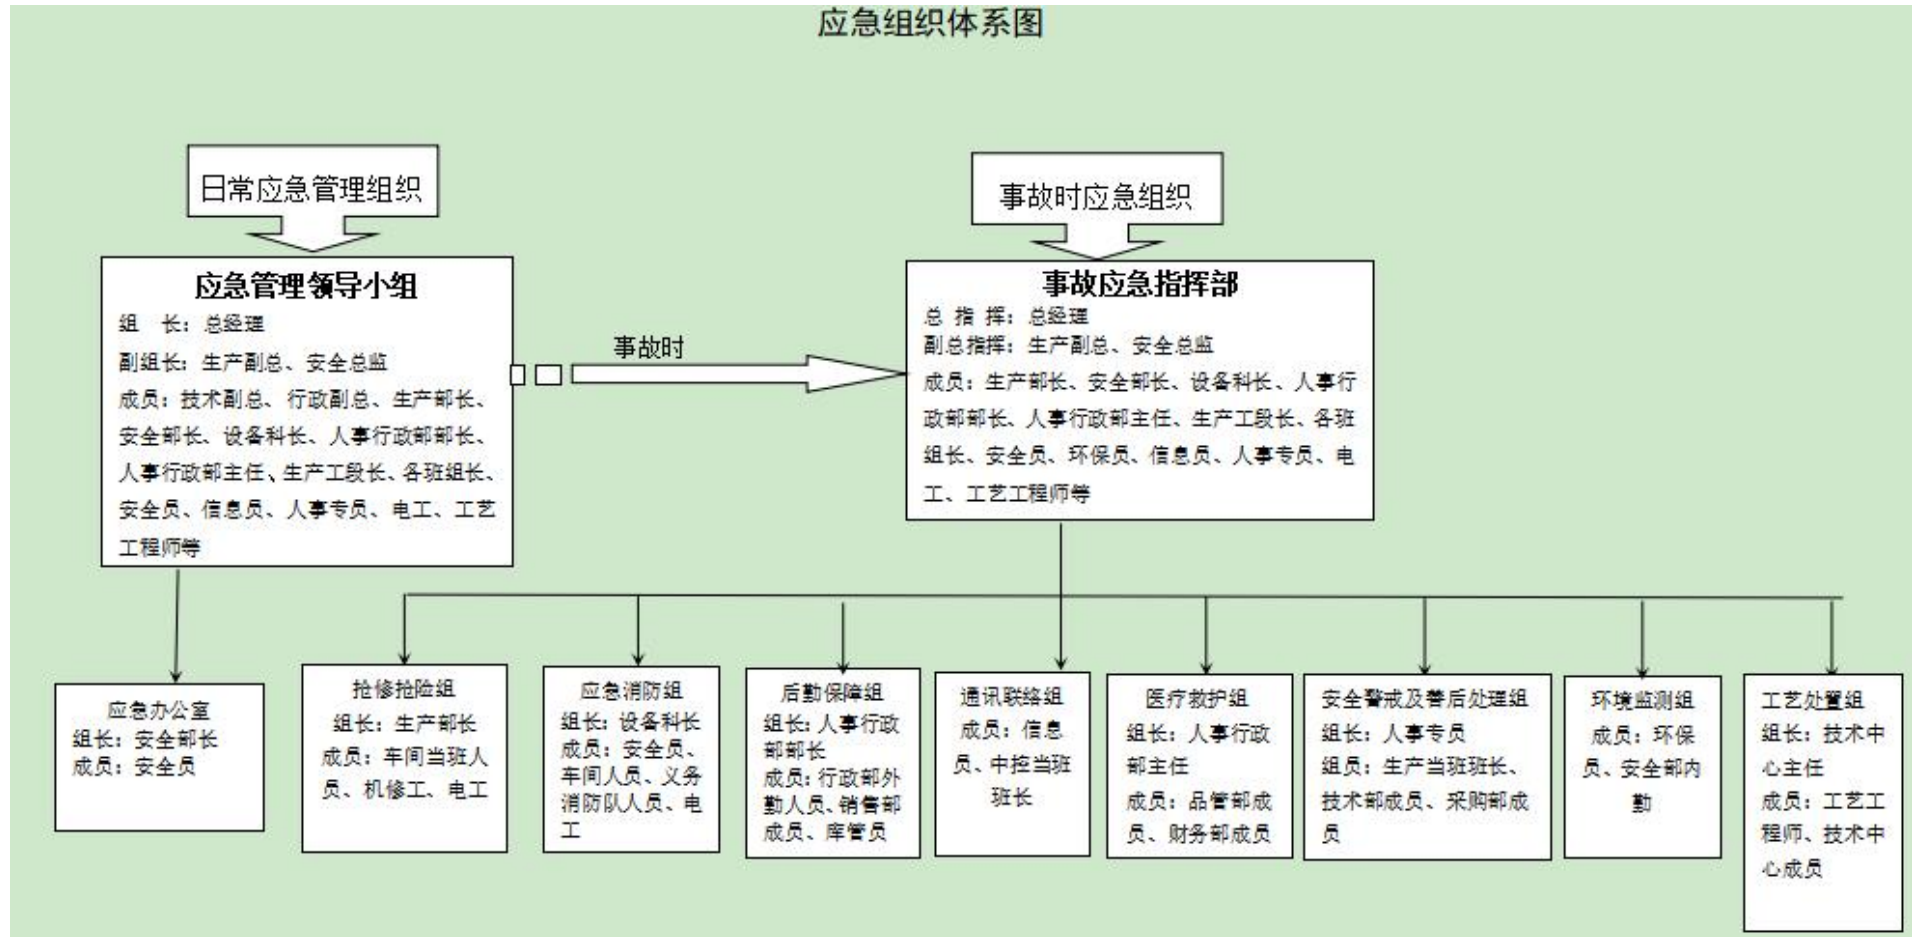 应急组织体系图
日常应急管理组织
事故时应急组织
应急管理领导小组
组　长：总经理
副组长：生产副总、安全总监
成员：技术副总、行政副总、生产部长、
安全部长、设备科长、人事行政部部长、
人事行政部主任、生产工段长、各班组长、
安全员、信息员、人事专员、电工、工艺
工程师等
事故时
事故应急指挥部
总 指 挥：总经理
副总指挥：生产副总、安全总监
成员：生产部长、安全部长、设备科长、人事行
政部部长、人事行政部主任、生产工段长、各班
组长、安全员、环保员、信息员、人事专员、电
工、工艺工程师等
应急办公室
组长：安全部长
成员：安全员
抢修抢险组
组长：生产部长
成员：车间当班人
员、机修工、电工
应急消防组
组长：设备科长
成员：安全员、
车间人员、义务
消防队人员、电
工
后勤保障组
组长：人事行政
部部长
成员：行政部外
勤人员、销售部
成员、库管员
通讯联络组
成员：信息
员、中控当班
班长
医疗救护组
组长：人事行政
部主任
成员：品管部成
员、财务部成员
安全警戒及善后处理组
组长：人事专员
组员：生产当班班长、
技术部成员、采购部成
员
环境监测组
成员：环保
员、安全部内
勤
工艺处置组
组长：技术中
心主任
成员：工艺工
程师、技术中
心成员